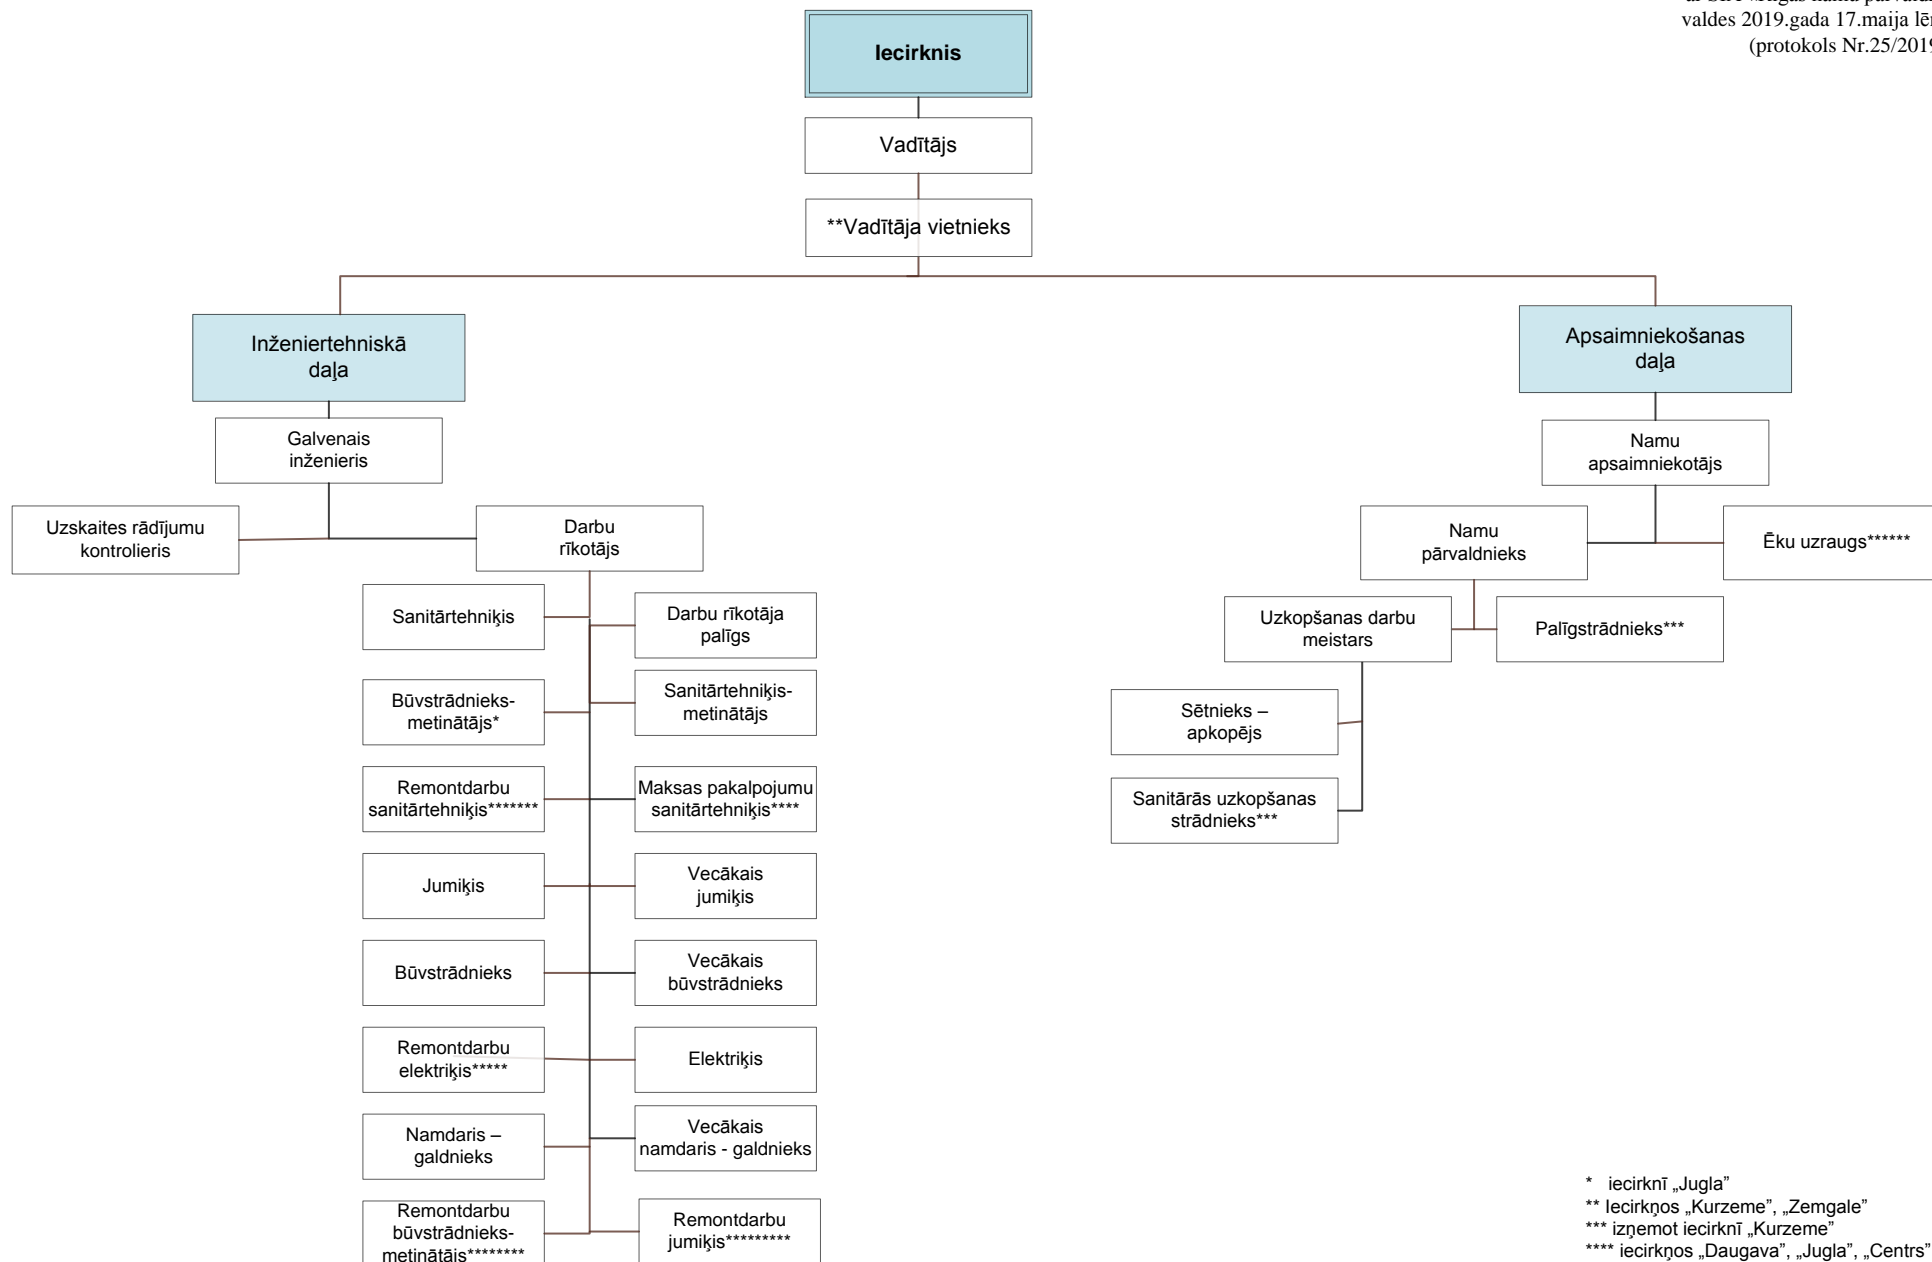 valdes 2019.gada 17.maija
(protokols Nr.25/2019
Iecirknis
Vadītājs
**Vadītāja vietnieks
Inženiertehniskā
daļa
Apsaimniekošanas
daļa
Galvenais
inženieris
Namu
apsaimniekotājs
Uzskaites rādījumu
kontrolieris
Darbu
rīkotājs
Namu
pārvaldnieks
Ēku uzraugs******
Sanitārtehniķis
Darbu rīkotāja
palīgs
Uzkopšanas darbu
meistars
Palīgstrādnieks***
Būvstrādnieks-
metinātājs*
Sanitārtehniķis-
metinātājs
Sētnieks –
apkopējs
Remontdarbu
sanitārtehniķis*******
Maksas pakalpojumu
sanitārtehniķis****
Sanitārās uzkopšanas
strādnieks***
Jumiķis
Vecākais
jumiķis
Būvstrādnieks
Vecākais
būvstrādnieks
Remontdarbu
elektriķis*****
Elektriķis
Namdaris –
galdnieks
Vecākais
namdaris - galdnieks
Remontdarbu
būvstrādnieks-
metinātājs********
Remontdarbu
jumiķis*********
* iecirknī „Jugla”
** Iecirkņos „Kurzeme”, „Zemgale”
*** izņemot iecirknī „Kurzeme”
**** iecirkņos „Daugava”, „Jugla”, „Centrs”